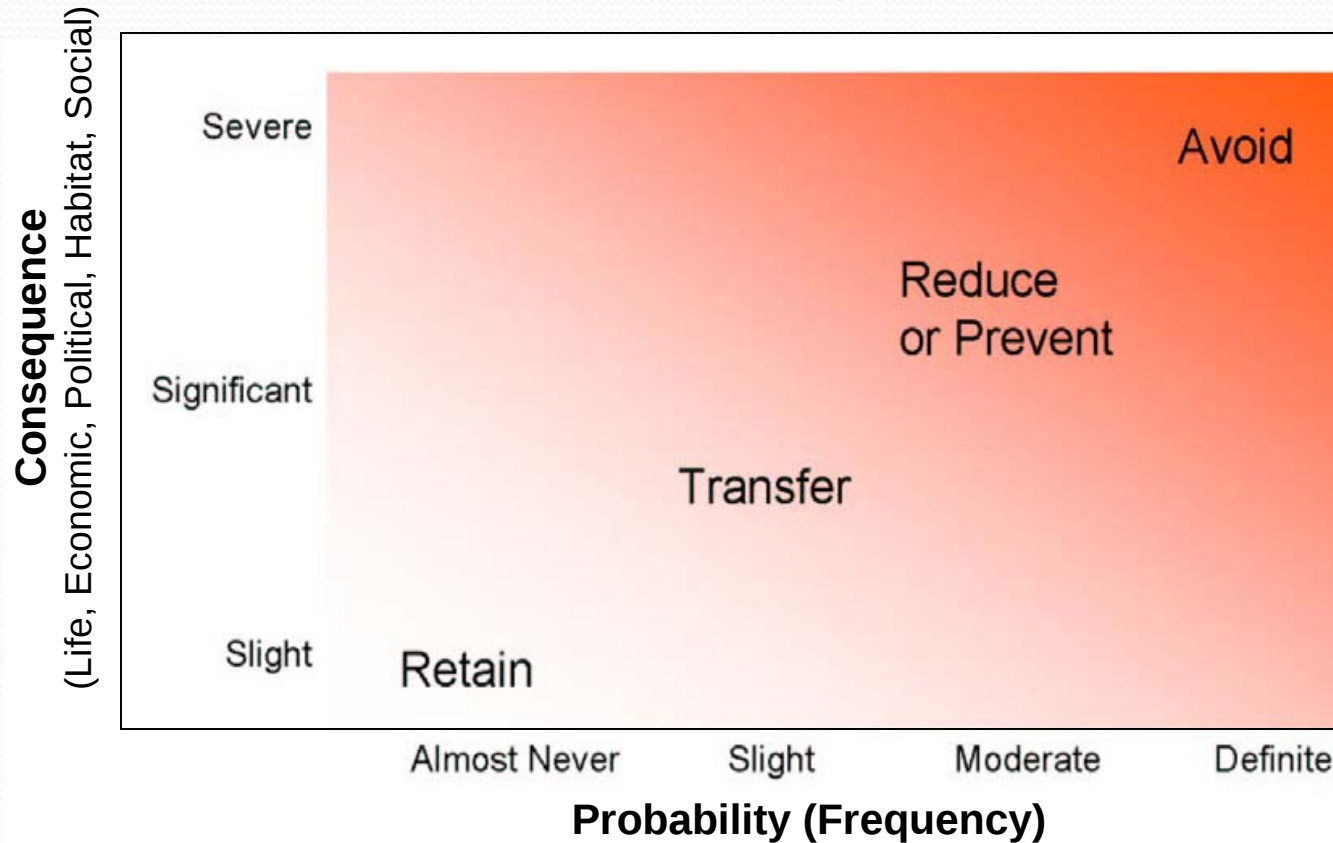 Consequence
(Life, Economic, Political, Habitat, Social)
Severe
Avoid
Reduce
or Prevent
Significant
Transfer
Slight
Retain
Almost Never
Slight
Moderate
Definite
Probability (Frequency)